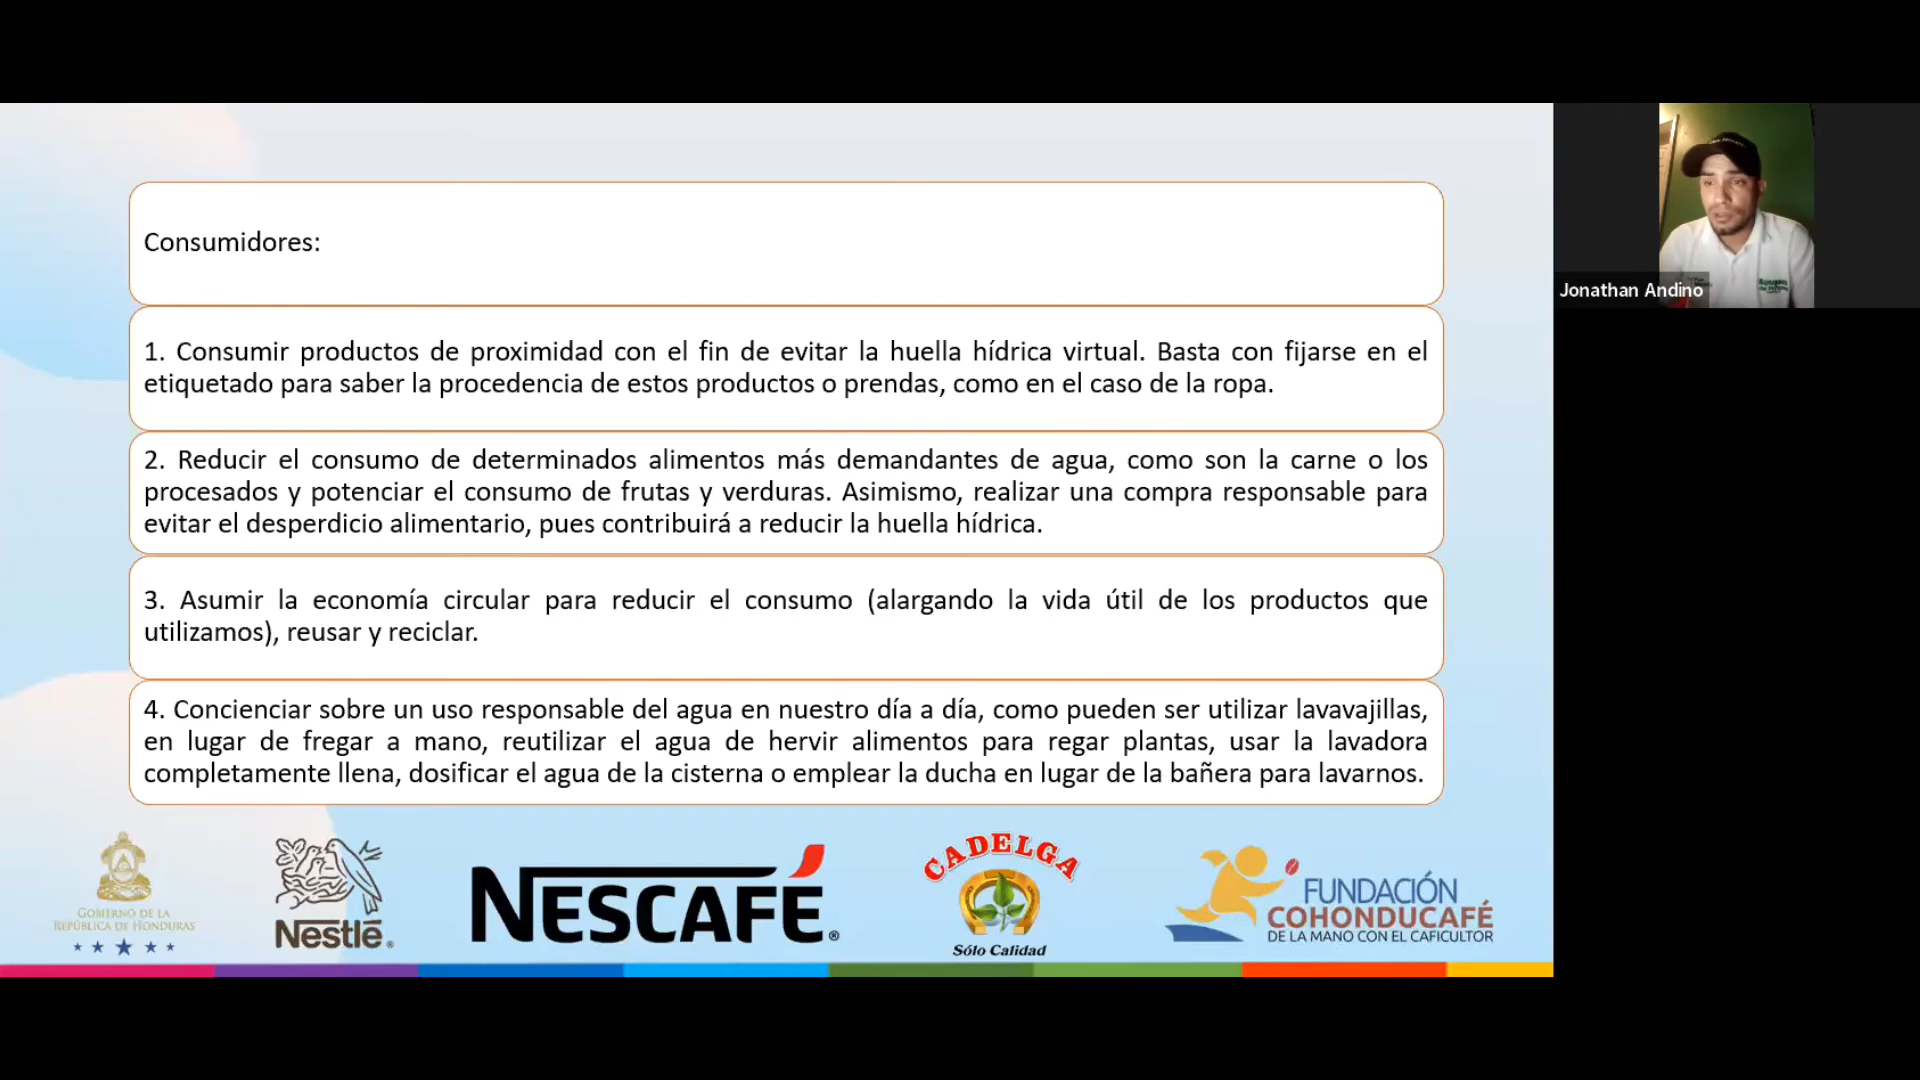 Consumidores:
1. Consumir productos de proximidad con el fin de evitar la huella hídrica virtual. Basta con fijarse en el
etiquetado para saber la procedencia de estos productos o prendas, como en el caso de la ropa.
2. Reducir el consumo de determinados alimentos más demandantes de agua, como son la carne o los
procesados y potenciar el consumo de frutas y verduras. Asimismo, realizar una compra responsable para
evitar el desperdicio alimentario, pues contribuirá a reducir la huella hídrica.
3. Asumir la economía circular para reducir el consumo (alargando la vida útil de los productos que
utilizamos), reusar y reciclar.
4. Concienciar sobre un uso responsable del agua en nuestro día a día, como pueden ser utilizar lavavajillas,
en lugar de fregar a mano, reutilizar el agua de hervir alimentos para regar plantas, usar la lavadora
completamente llena, dosificar el agua de la cisterna o emplear la ducha en lugar de la bañera para lavarnos.
GOBIERNO DE LA
REPÚBLICA DE HONDURAS
Nestlé®
NESCAFÉ®
CADELGA
Sólo Calidad
FUNDACIÓN
COHONDUCAFÉ
DE LA MANO CON EL CAFICULTOR
Jonathan Andino